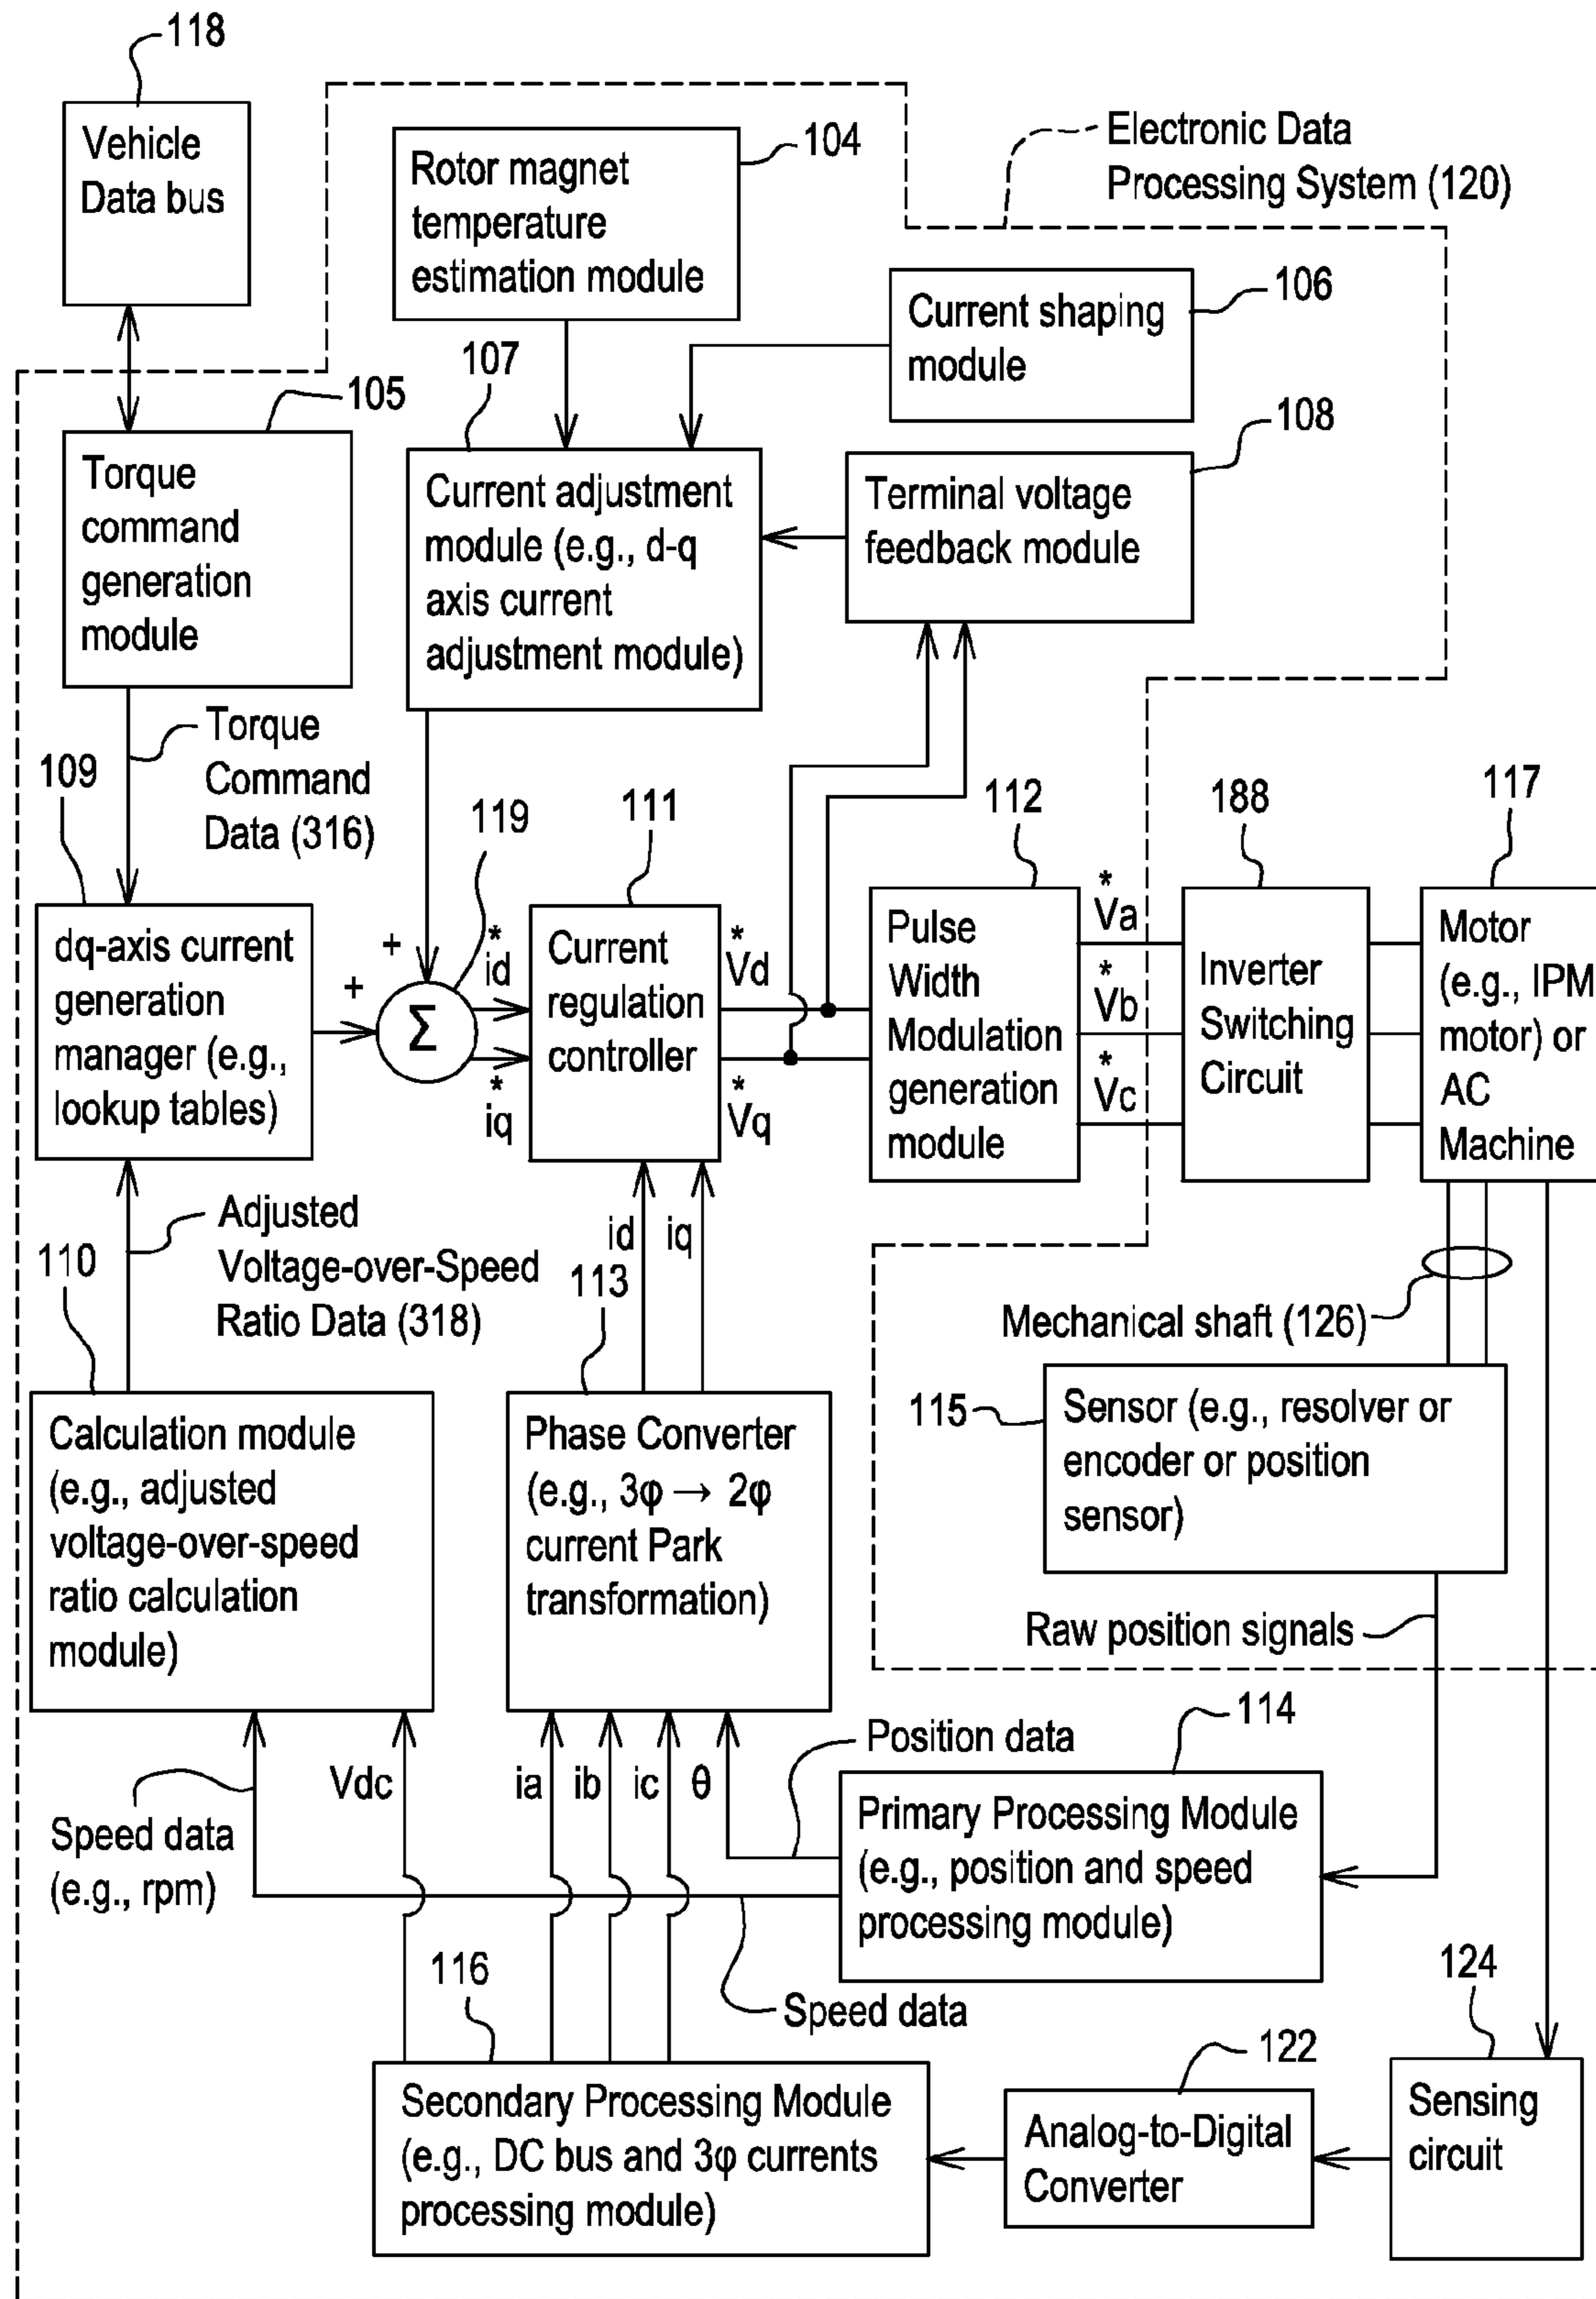 118
Vehicle
Data bus
Rotor magnet
temperature
estimation module
104
Electronic Data
Processing System (120)
Current shaping
module
106
107
105
108
Torque
command
generation
module
Current adjustment
module (e.g., d-q
axis current
adjustment module)
Terminal voltage
feedback module
Torque
Command
Data (316)
109
119
111
112
188
117
dq-axis current
generation
manager (e.g.,
lookup tables)
+
+
Σ
*
id
*
iq
Current
regulation
controller
*
Vd
*
Vq
Pulse
Width
Modulation
generation
module
*
Va
*
Vb
*
Vc
Inverter
Switching
Circuit
Motor
(e.g., IPM
motor) or
AC
Machine
Adjusted
Voltage-over-Speed
Ratio Data (318)
110
id
iq
113
Mechanical shaft (126)
115
Sensor (e.g., resolver or
encoder or position
sensor)
Calculation module
(e.g., adjusted
voltage-over-speed
ratio calculation
module)
Phase Converter
(e.g., 3φ → 2φ
current Park
transformation)
Raw position signals
114
Position data
Vdc
ia
ib
ic
θ
Speed data
(e.g., rpm)
Primary Processing Module
(e.g., position and speed
processing module)
116
Speed data
124
122
Secondary Processing Module
(e.g., DC bus and 3φ currents
processing module)
Analog-to-Digital
Converter
Sensing
circuit